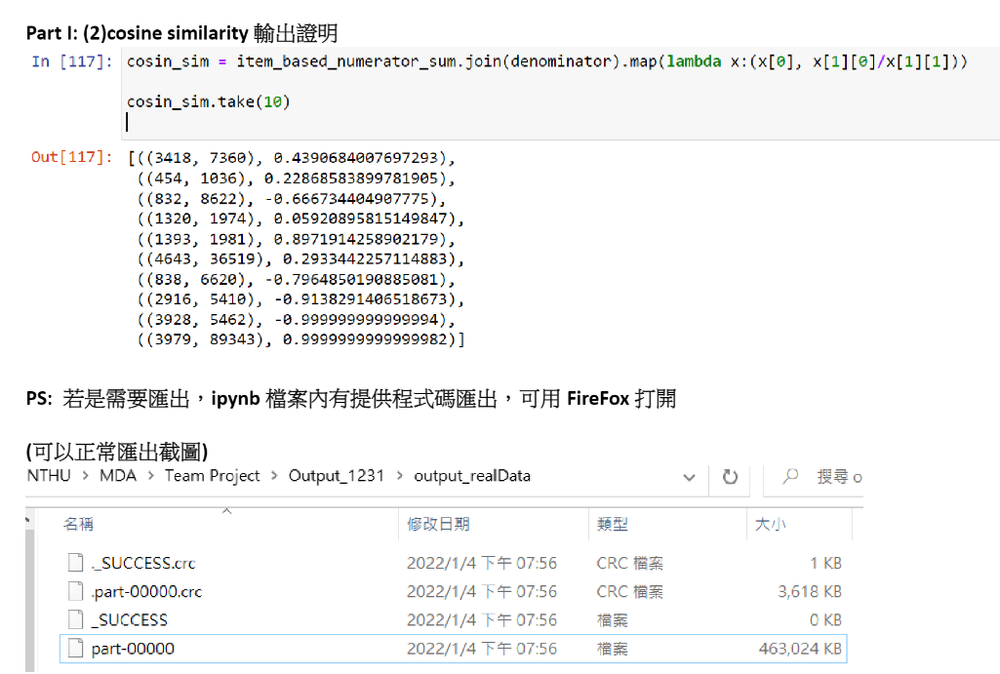 Part I: (2)cosine similarity 輸出證明
In [117]: cosin_sim = item_based_numerator_sum.join(denominator).map(lambda x:(x[0], x[1][0]/x[1][1]))
cosin_sim.take(10)
Out[117]: [((3418, 7360), 0.4390684007697293),
((454, 1036), 0.22868583899781905),
((832, 8622), -0.666734404907775),
((1320, 1974), 0.05920895815149847),
((1393, 1981), 0.8971914258902179),
((4643, 36519), 0.2933442257114883),
((838, 6620), -0.7964850190885081),
((2916, 5410), -0.9138291406518673),
((3928, 5462), -0.999999999999994),
((3979, 89343), 0.9999999999999982)]
PS: 若是需要匯出，ipynb 檔案內有提供程式碼匯出，可用 FireFox 打開
(可以正常匯出截圖)
NTHU > MDA > Team Project > Output_1231 > output_realData 搜尋 o
名稱 修改日期 類型 大小
._SUCCESS.crc 2022/1/4 下午 07:56 CRC 檔案 1 KB
.part-00000.crc 2022/1/4 下午 07:56 CRC 檔案 3,618 KB
_SUCCESS 2022/1/4 下午 07:56 檔案 0 KB
part-00000 2022/1/4 下午 07:56 檔案 463,024 KB